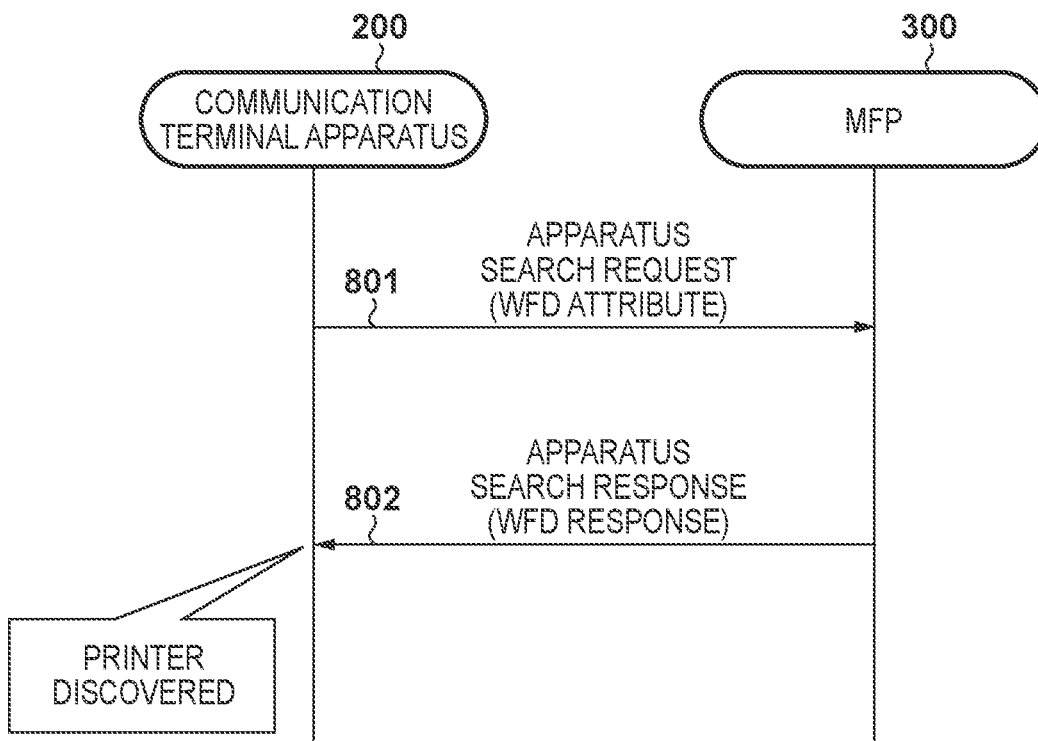 200
300
COMMUNICATION
TERMINAL APPARATUS
MFP
APPARATUS
SEARCH REQUEST
(WFD ATTRIBUTE)
801
APPARATUS
SEARCH RESPONSE
(WFD RESPONSE)
802
PRINTER
DISCOVERED